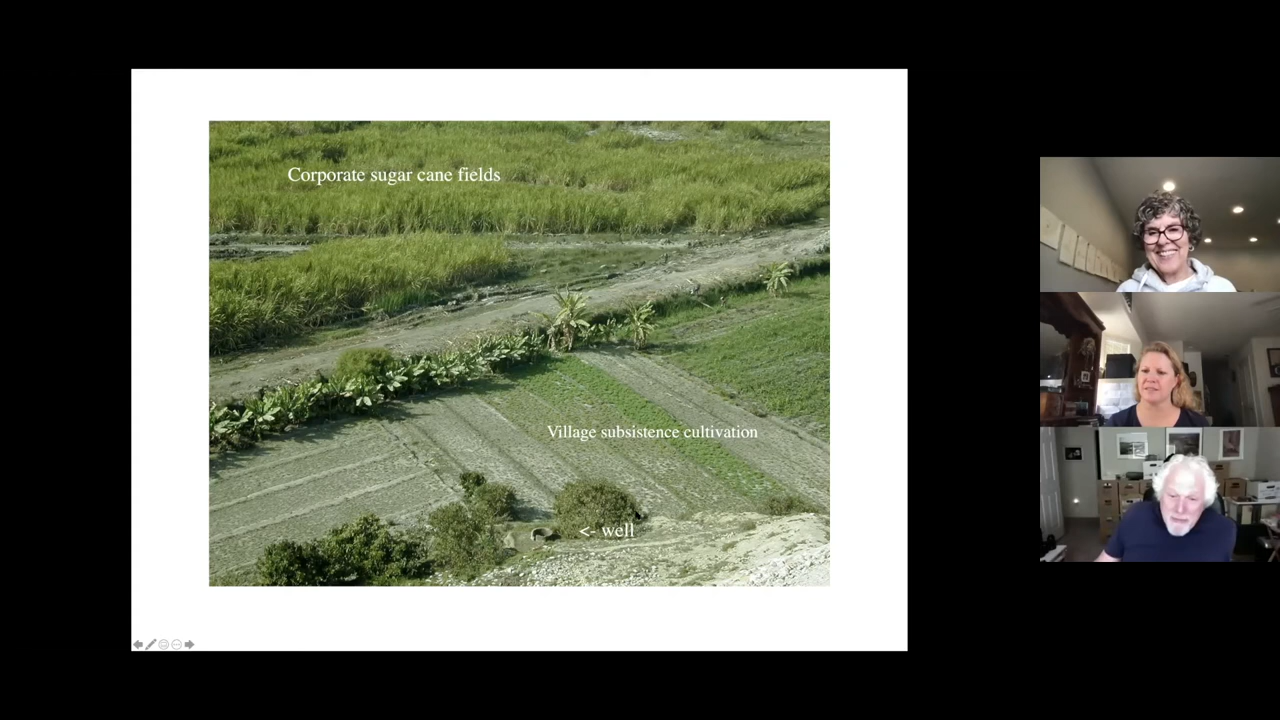 Corporate sugar cane fields
Village subsistence cultivation
<- well